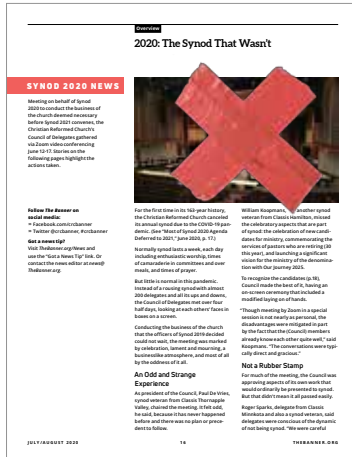 Overview
2020: The Synod That Wasn't
SYNOD 2020 NEWS
Meeting on behalf of Synod
2020 to conduct the business of
the church deemed necessary
before Synod 2021 convenes, the
Christian Reformed Church's
Council of Delegates gathered
via Zoom video conferencing
June 12-17. Stories on the
following pages highlight the
actions taken.
Follow The Banner on
social media:
Facebook.com/crcbanner
Twitter @crcbanner, #crcbanner
Got a news tip?
Visit TheBanner.org/News and
use the "Got a News Tip" link. Or
contact the news editor at news@
TheBanner.org.
For the first time in its 163-year history,
the Christian Reformed Church canceled
its annual synod due to the COVID-19 pan-
demic. (See "Most of Synod 2020 Agenda
Deferred to 2021," June 2020, p. 17.)
Normally synod lasts a week, each day
including enthusiastic worship, times
of camaraderie in committees and over
meals, and times of prayer.
But little is normal in this pandemic.
Instead of a rousing synod with almost
200 delegates and all its ups and downs,
the Council of Delegates met over four
half days, looking at each others' faces in
boxes on a screen.
Conducting the business of the church
that the officers of Synod 2019 decided
could not wait, the meeting was marked
by celebration, lament and mourning, a
businesslike atmosphere, and most of all
by the oddness of it all.
An Odd and Strange
Experience
As president of the Council, Paul De Vries,
synod veteran from Classis Thornapple
Valley, chaired the meeting. It felt odd,
he said, because it has never happened
before and there was no plan or prece-
dent to follow.
William Koopmans, another synod
veteran from Classis Hamilton, missed
the celebratory aspects that are part
of synod: the celebration of new candi-
dates for ministry, commemorating the
services of pastors who are retiring (30
this year), and launching a significant
vision for the ministry of the denomina-
tion with Our Journey 2025.
To recognize the candidates (p.18),
Council made the best of it, having an
on-screen ceremony that included a
modified laying on of hands.
"Though meeting by Zoom in a special
session is not nearly as personal, the
disadvantages were mitigated in part
by the fact that the (Council) members
already know each other quite well," said
Koopmans. "The conversations were typi-
cally direct and gracious."
Not a Rubber Stamp
For much of the meeting, the Council was
approving aspects of its own work that
would ordinarily be presented to synod.
But that didn't mean it all passed easily.
Roger Sparks, delegate from Classis
Minnkota and also a synod veteran, said
delegates were conscious of the dynamic
of not being synod. "We were careful
JULY/AUGUST 2020
16
THEBANNER.ORG